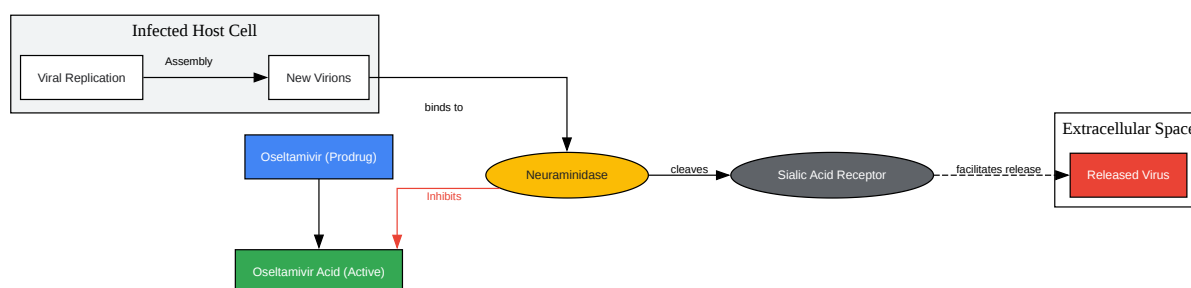 Infected Host Cell
Viral Replication
Assembly
New Virions
binds to
Oseltamivir (Prodrug)
Neuraminidase
cleaves
Sialic Acid Receptor
facilitates release
Extracellular Space
Released Virus
Inhibits
Oseltamivir Acid (Active)